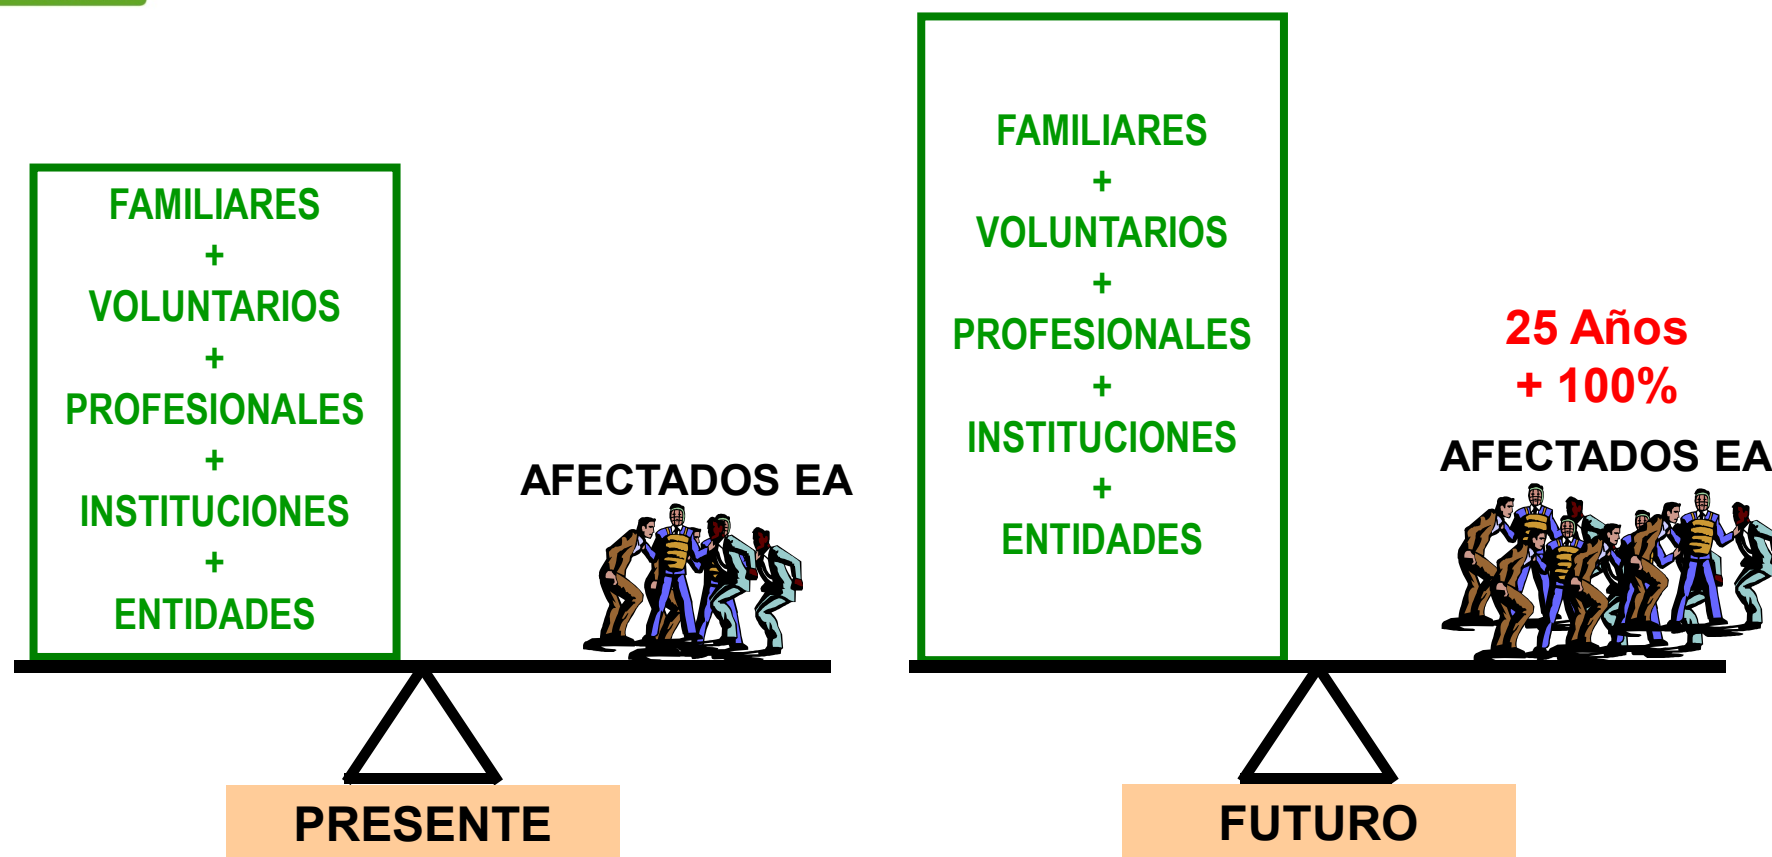 FAMILIARES
+
VOLUNTARIOS
+
PROFESIONALES
+
INSTITUCIONES
+
ENTIDADES
AFECTADOS EA
PRESENTE
FAMILIARES
+
VOLUNTARIOS
+
PROFESIONALES
+
INSTITUCIONES
+
ENTIDADES
25 Años
+ 100%
AFECTADOS EA
FUTURO